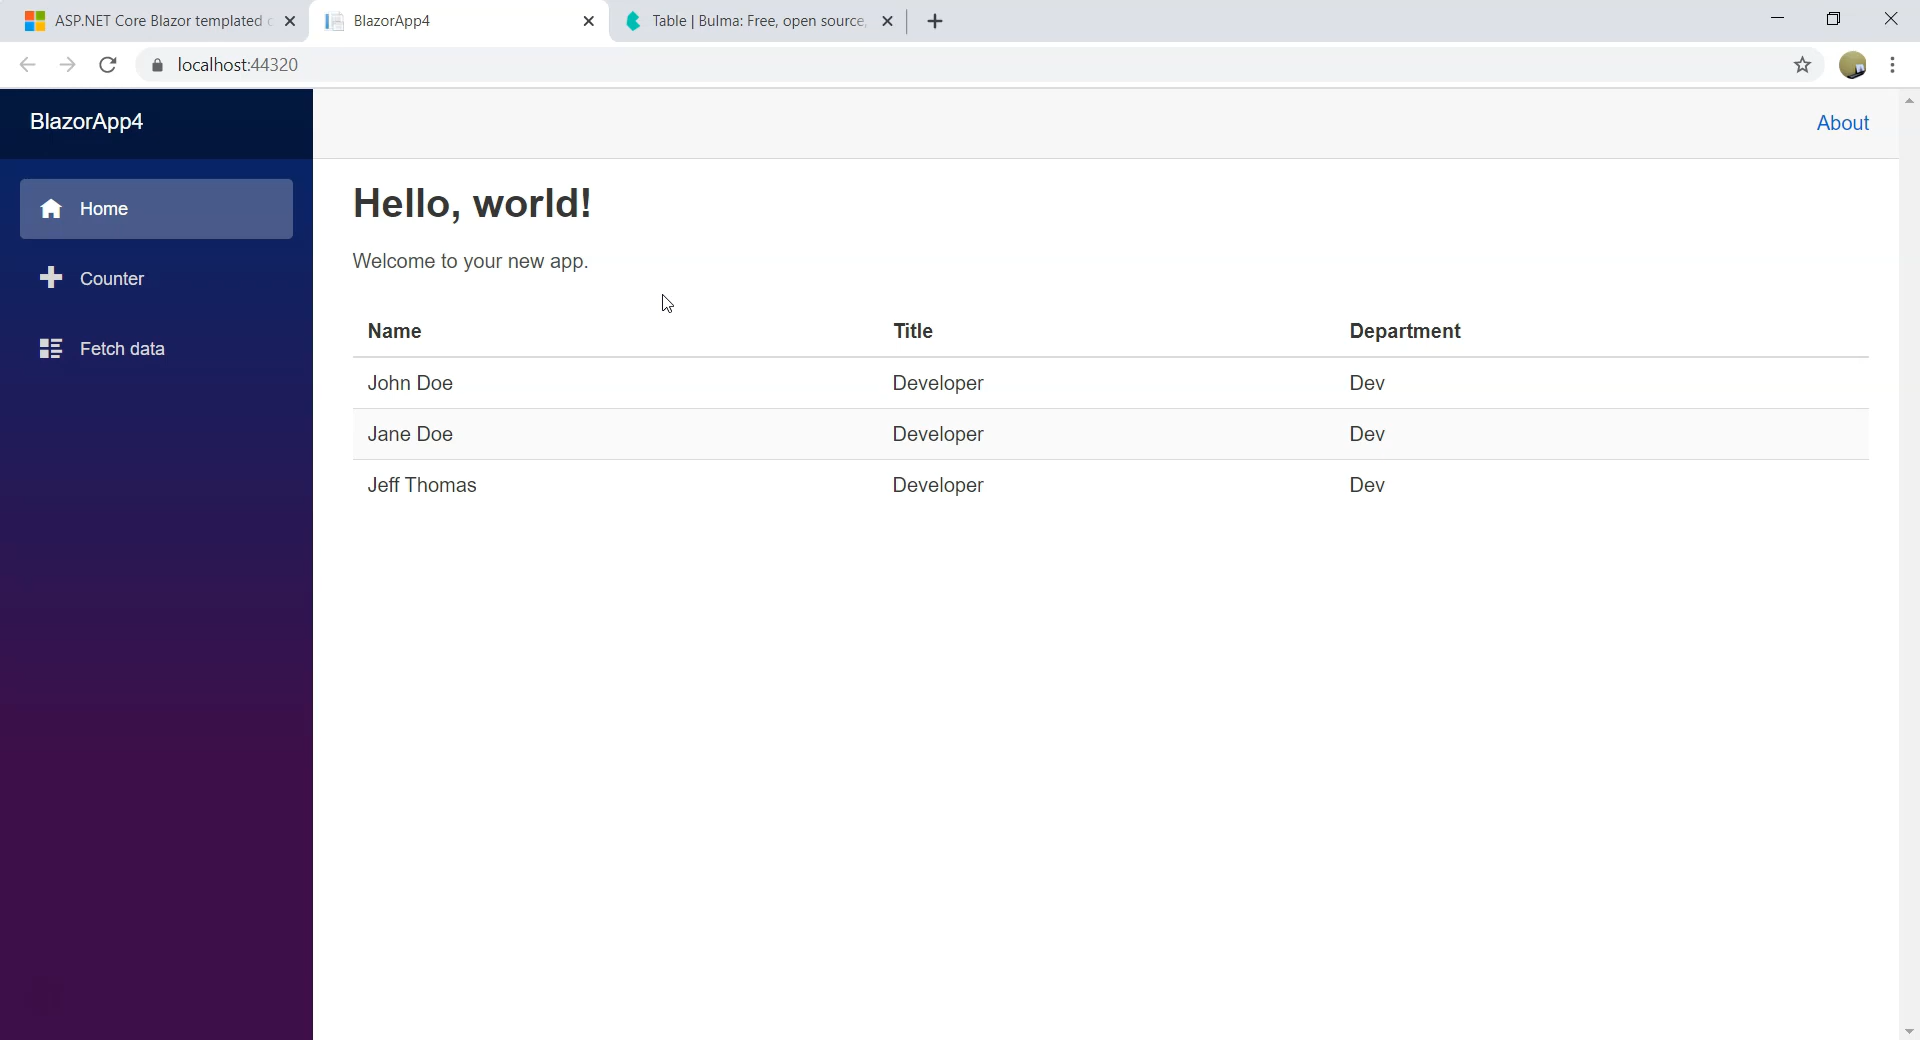 ASP.NET Core Blazor templated
BlazorApp4
Table | Bulma: Free, open source,
localhost:44320
BlazorApp4
About
Home
Counter
Fetch data
Hello, world!
Welcome to your new app.
Name Title Department
John Doe Developer Dev
Jane Doe Developer Dev
Jeff Thomas Developer Dev